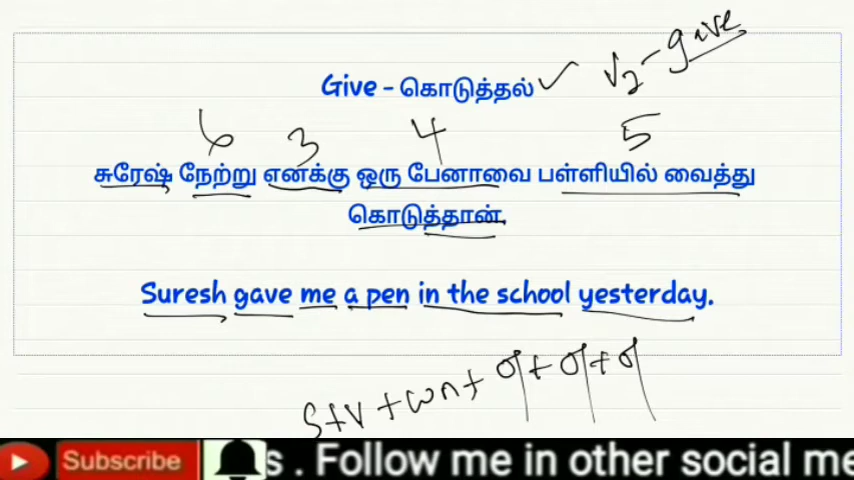 Give - கொடுத்தல் ✓ V2 - give
6 3 4 5
சுரேஷ் நேற்று எனக்கு ஒரு பேனாவை பள்ளியில் வைத்து
கொடுத்தான்.
Suresh gave me a pen in the school yesterday.
S+V+யா+எ+எ+எ
Subscribe s . Follow me in other social me